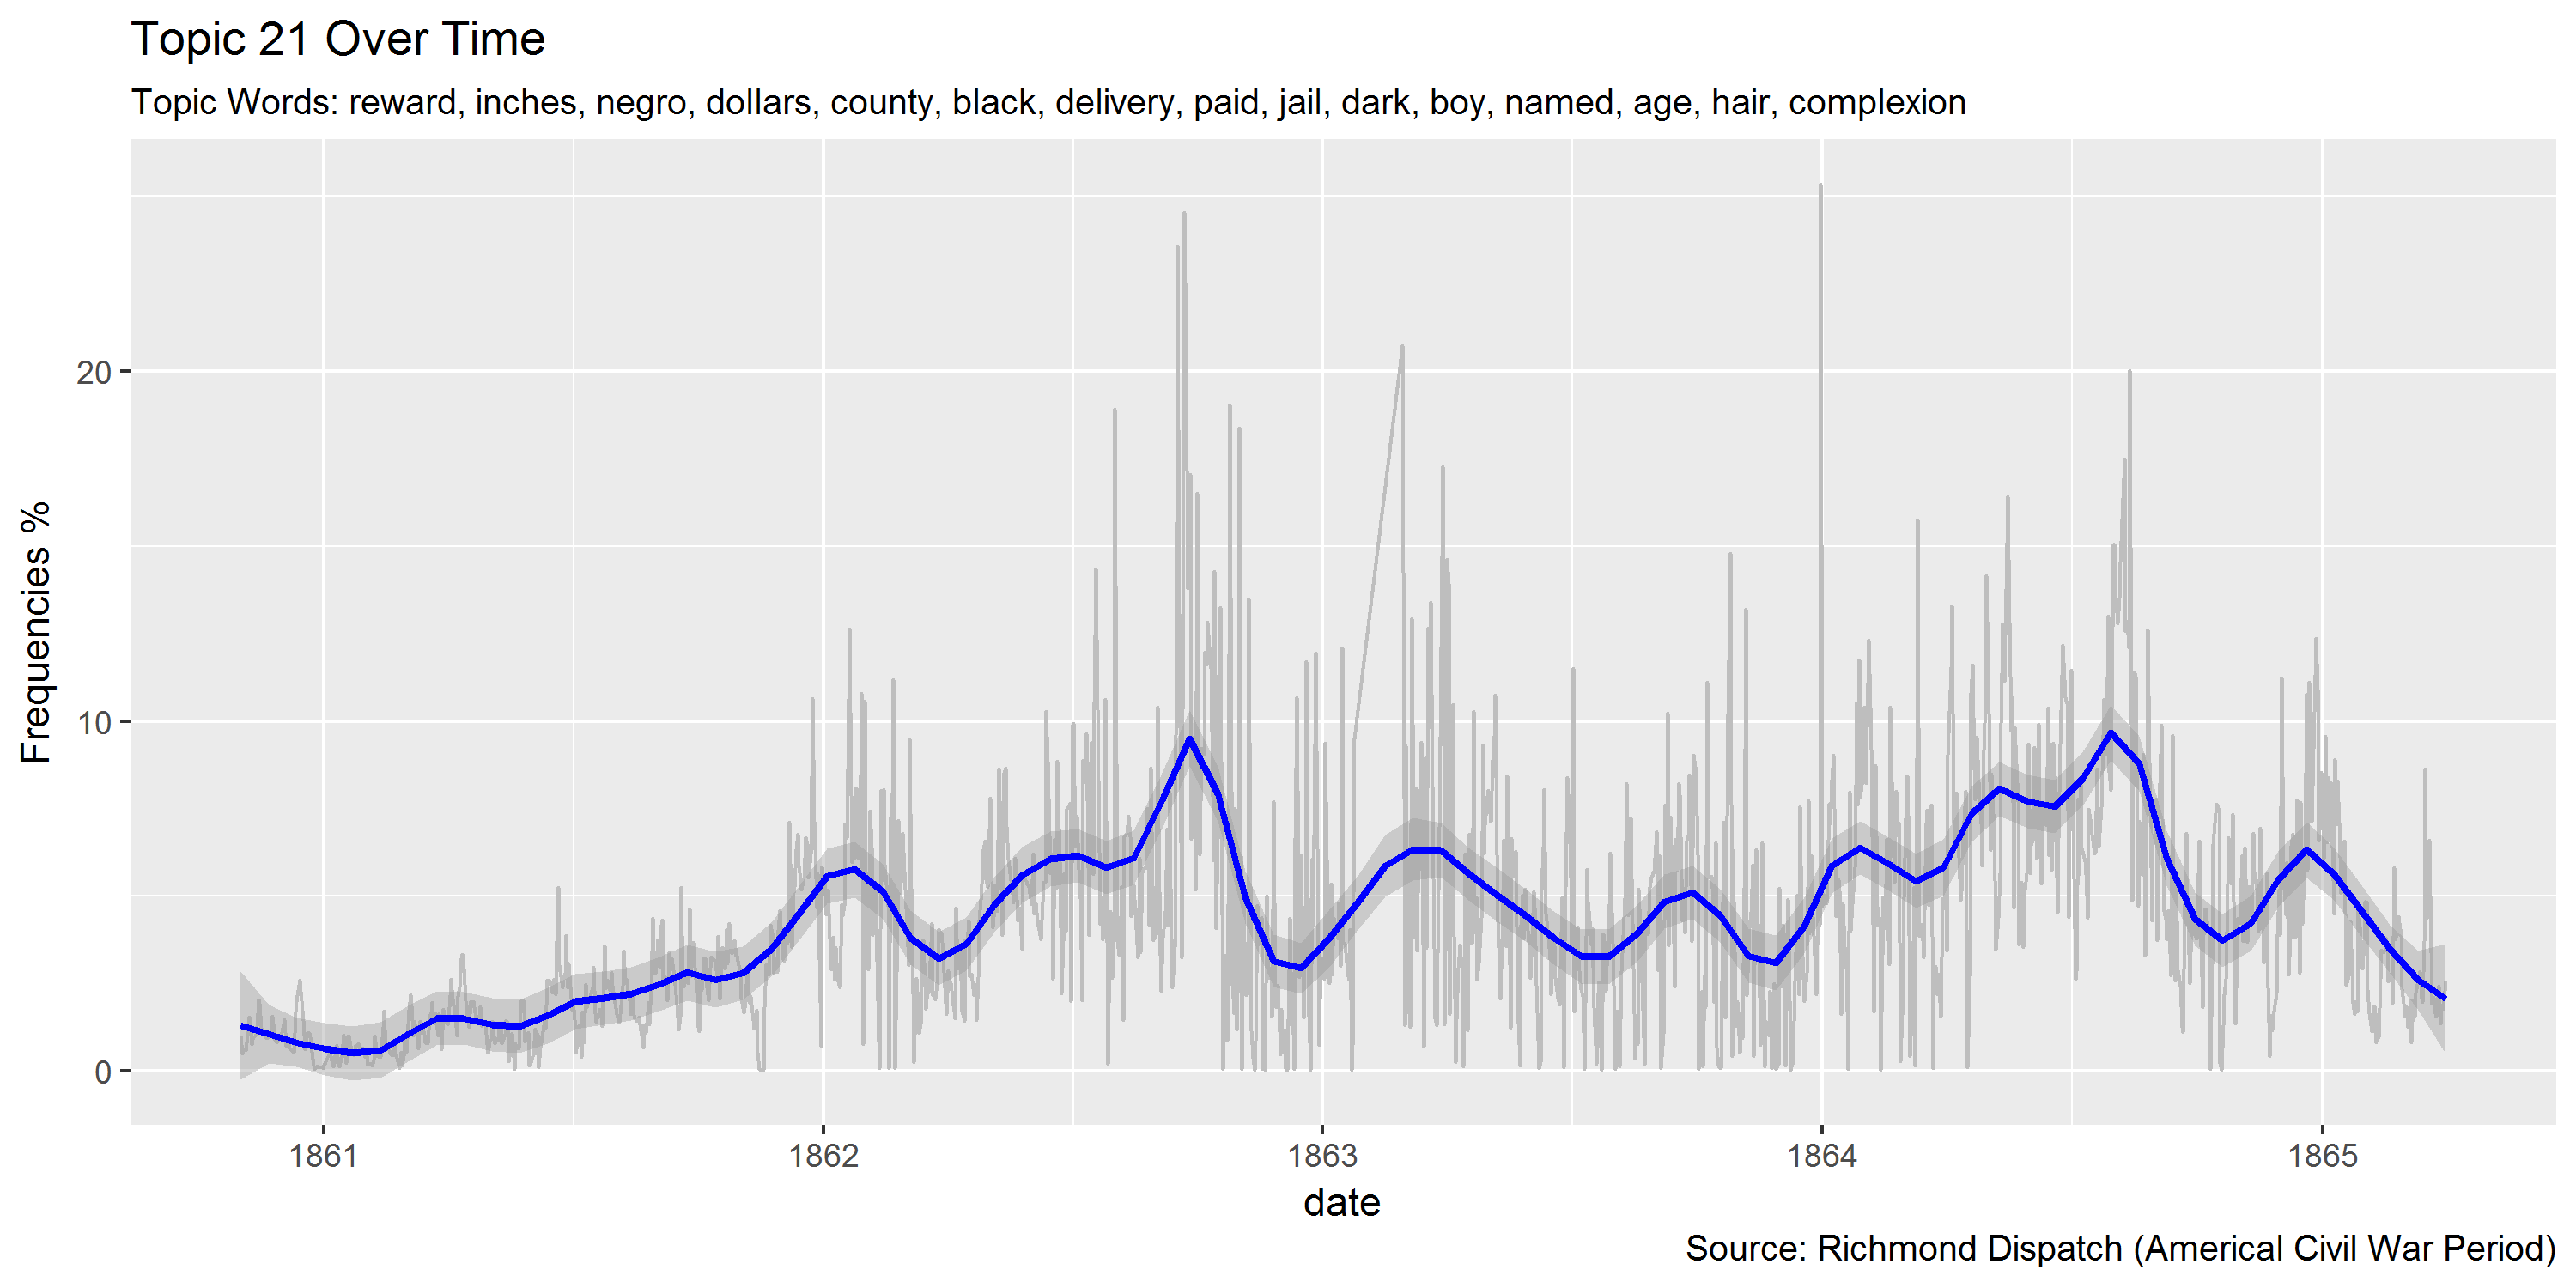 Topic 21 Over Time
Topic Words: reward, inches, negro, dollars, county, black, delivery, paid, jail, dark, boy, named, age, hair, complexion
Frequencies %
20
10
0
1861
1862
1863
1864
1865
date
Source: Richmond Dispatch (Americal Civil War Period)